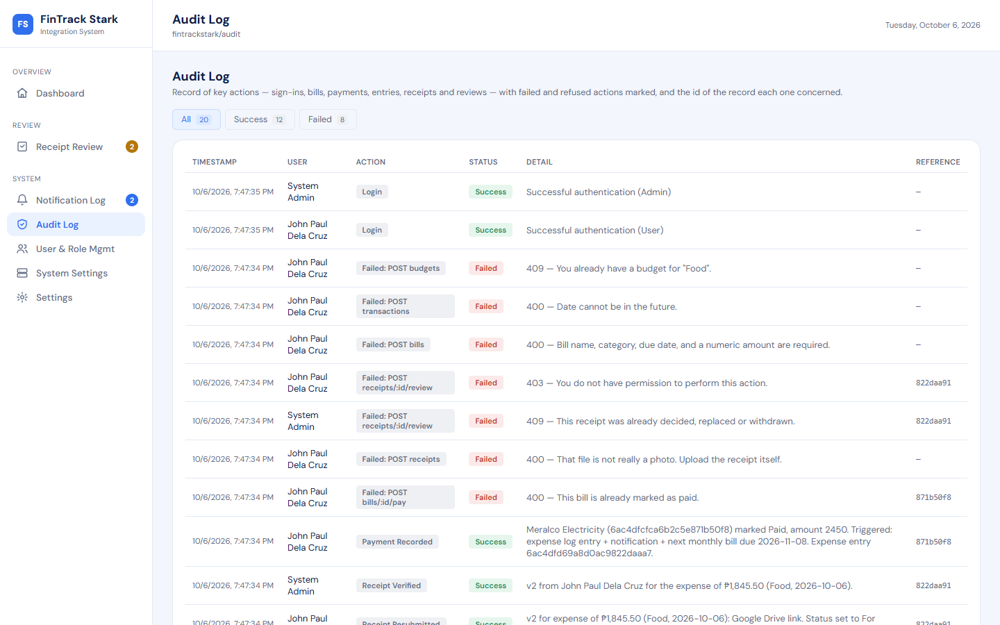 FS
FinTrack Stark
Integration System
OVERVIEW
Dashboard
REVIEW
Receipt Review 2
SYSTEM
Notification Log 2
Audit Log
User & Role Mgmt
System Settings
Settings
Audit Log
fintrackstark/audit
Tuesday, October 6, 2026
Audit Log
Record of key actions — sign-ins, bills, payments, entries, receipts and reviews — with failed and refused actions marked, and the id of the record each one concerned.
All 20 Success 12 Failed 8
TIMESTAMP USER ACTION STATUS DETAIL REFERENCE
10/6/2026, 7:47:35 PM System Admin Login Success Successful authentication (Admin) —
10/6/2026, 7:47:35 PM John Paul Dela Cruz Login Success Successful authentication (User) —
10/6/2026, 7:47:34 PM John Paul Dela Cruz Failed: POST budgets Failed 409 — You already have a budget for "Food". —
10/6/2026, 7:47:34 PM John Paul Dela Cruz Failed: POST transactions Failed 400 — Date cannot be in the future. —
10/6/2026, 7:47:34 PM John Paul Dela Cruz Failed: POST bills Failed 400 — Bill name, category, due date, and a numeric amount are required. —
10/6/2026, 7:47:34 PM John Paul Dela Cruz Failed: POST receipts/:id/review Failed 403 — You do not have permission to perform this action. 822daa91
10/6/2026, 7:47:34 PM System Admin Failed: POST receipts/:id/review Failed 409 — This receipt was already decided, replaced or withdrawn. 822daa91
10/6/2026, 7:47:34 PM John Paul Dela Cruz Failed: POST receipts Failed 400 — That file is not really a photo. Upload the receipt itself. —
10/6/2026, 7:47:34 PM John Paul Dela Cruz Failed: POST bills/:id/pay Failed 400 — This bill is already marked as paid. 871b50f8
10/6/2026, 7:47:34 PM John Paul Dela Cruz Payment Recorded Success Meralco Electricity (6ac4dfcfca6b2c5e871b50f8) marked Paid, amount 2450. Triggered: expense log entry + notification + next monthly bill due 2026-11-08. Expense entry 6ac4dfd69a8d0ac9822daaa7. 871b50f8
10/6/2026, 7:47:34 PM System Admin Receipt Verified Success v2 from John Paul Dela Cruz for the expense of ₱1,845.50 (Food, 2026-10-06). 822daa91
10/6/2026, 7:47:34 PM John Paul Receipt Resubmitted Success v2 for expense of ₱1,845.50 (Food, 2026-10-06): Google Drive link. Status set to For 822daa91